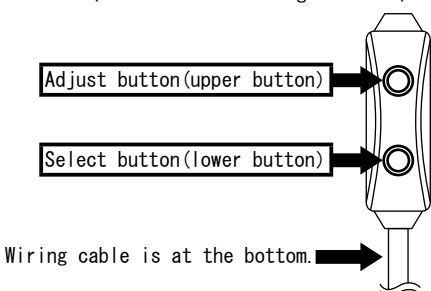 Adjust button(upper button)
Select button(lower button)
Wiring cable is at the bottom.